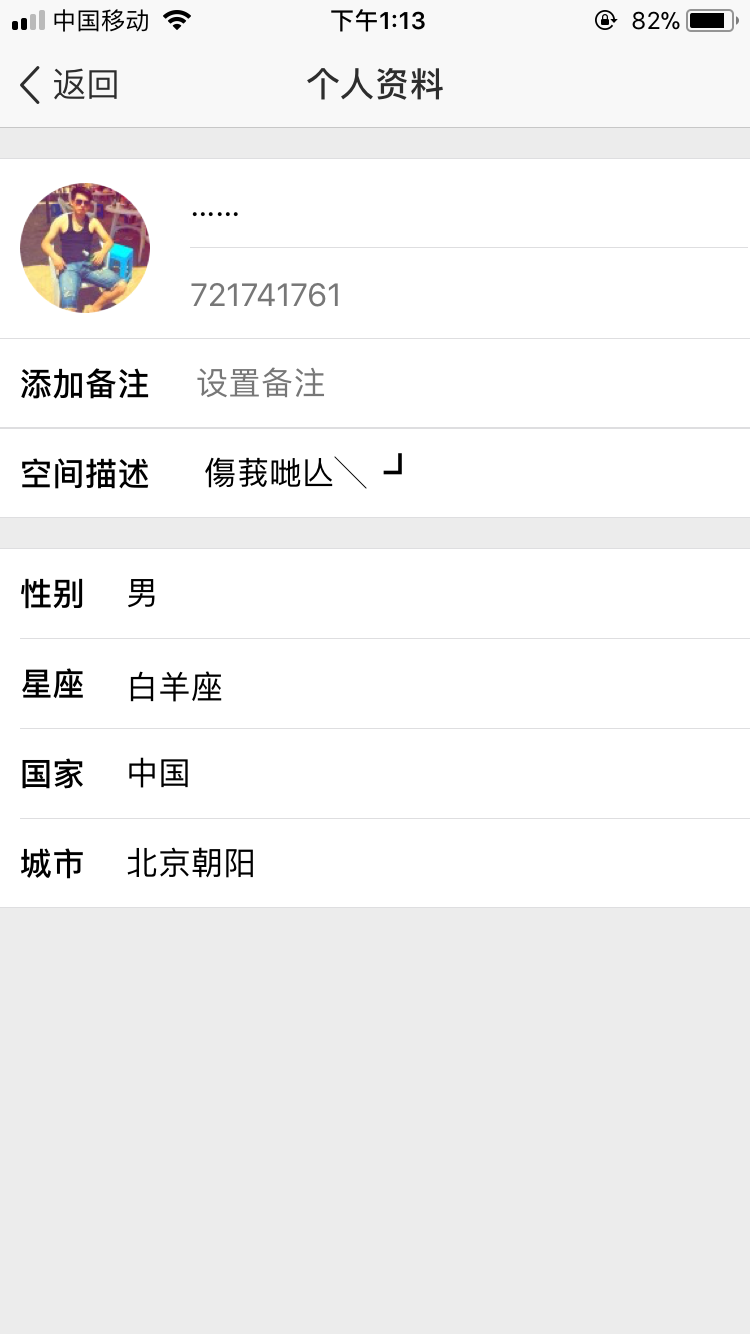 中国移动 下午1:13 82%
返回 个人资料
......
721741761
添加备注 设置备注
空间描述 傷莪哋亾╲ ┛
性别 男
星座 白羊座
国家 中国
城市 北京朝阳